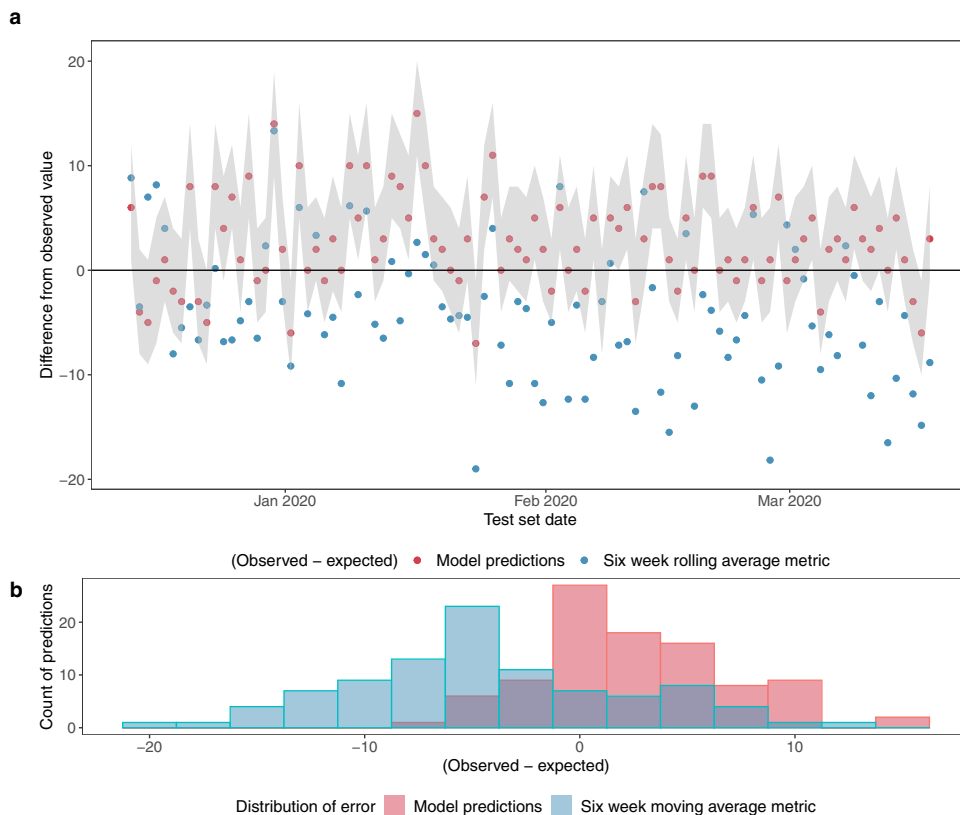 a
Difference from observed value
20
10
0
−10
−20
Jan 2020 Feb 2020 Mar 2020
Test set date
(Observed − expected) Model predictions Six week rolling average metric
b
Count of predictions
20
10
0
−20 −10 0 10
(Observed − expected)
Distribution of error Model predictions Six week moving average metric